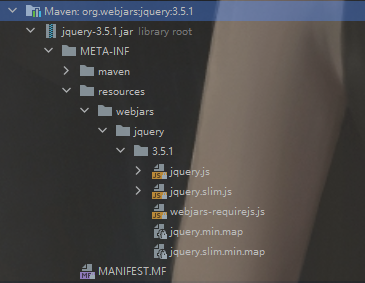 Maven: org.webjars:jquery:3.5.1
jquery-3.5.1.jar library root
META-INF
maven
resources
webjars
jquery
3.5.1
jquery.js
jquery.slim.js
webjars-requirejs.js
jquery.min.map
jquery.slim.min.map
MANIFEST.MF